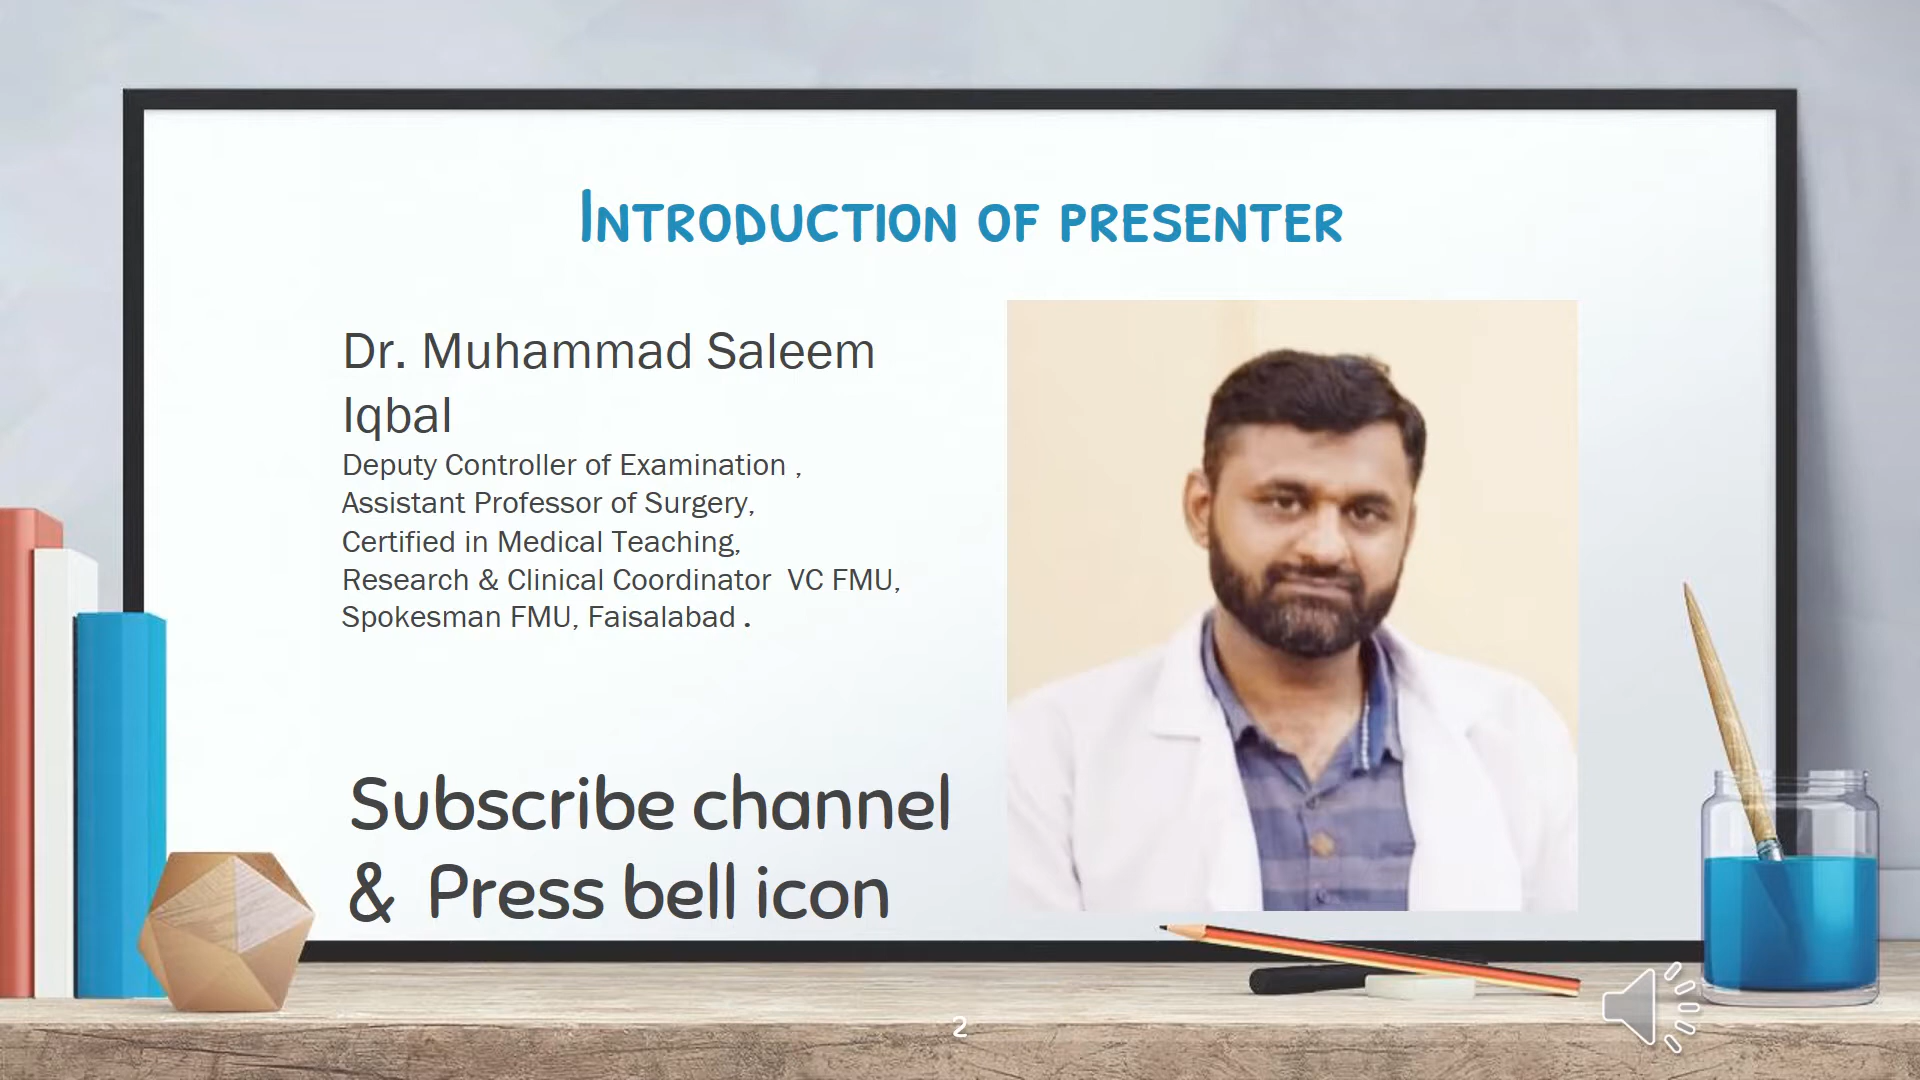 Introduction of presenter
Dr. Muhammad Saleem
Iqbal
Deputy Controller of Examination ,
Assistant Professor of Surgery,
Certified in Medical Teaching,
Research & Clinical Coordinator  VC FMU,
Spokesman FMU, Faisalabad .
Subscribe channel
& Press bell icon
2